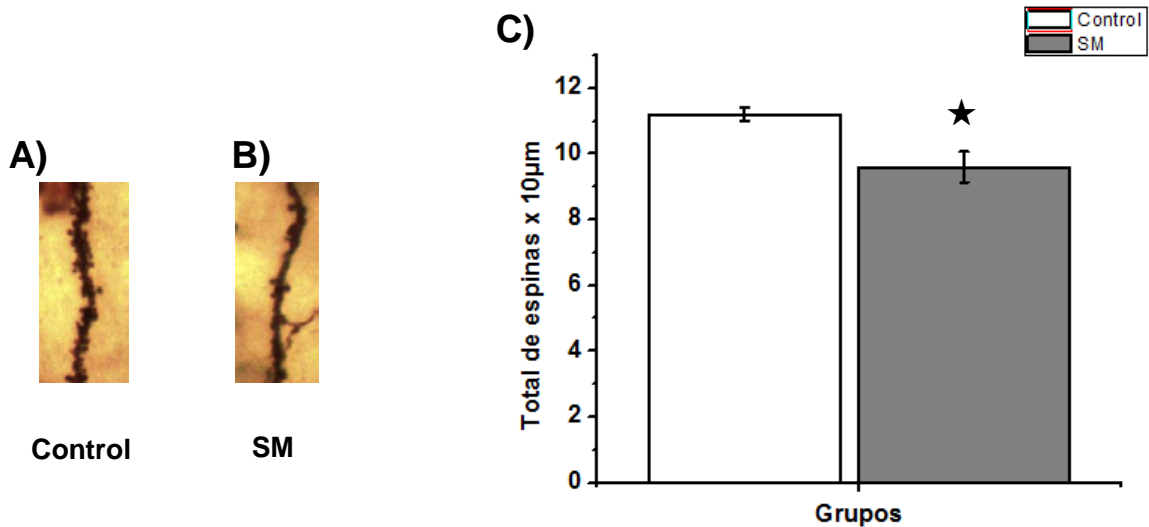 A)
Control
B)
SM
C)
Control
SM
Total de espinas x 10µm
12
10
8
6
4
2
0
Grupos